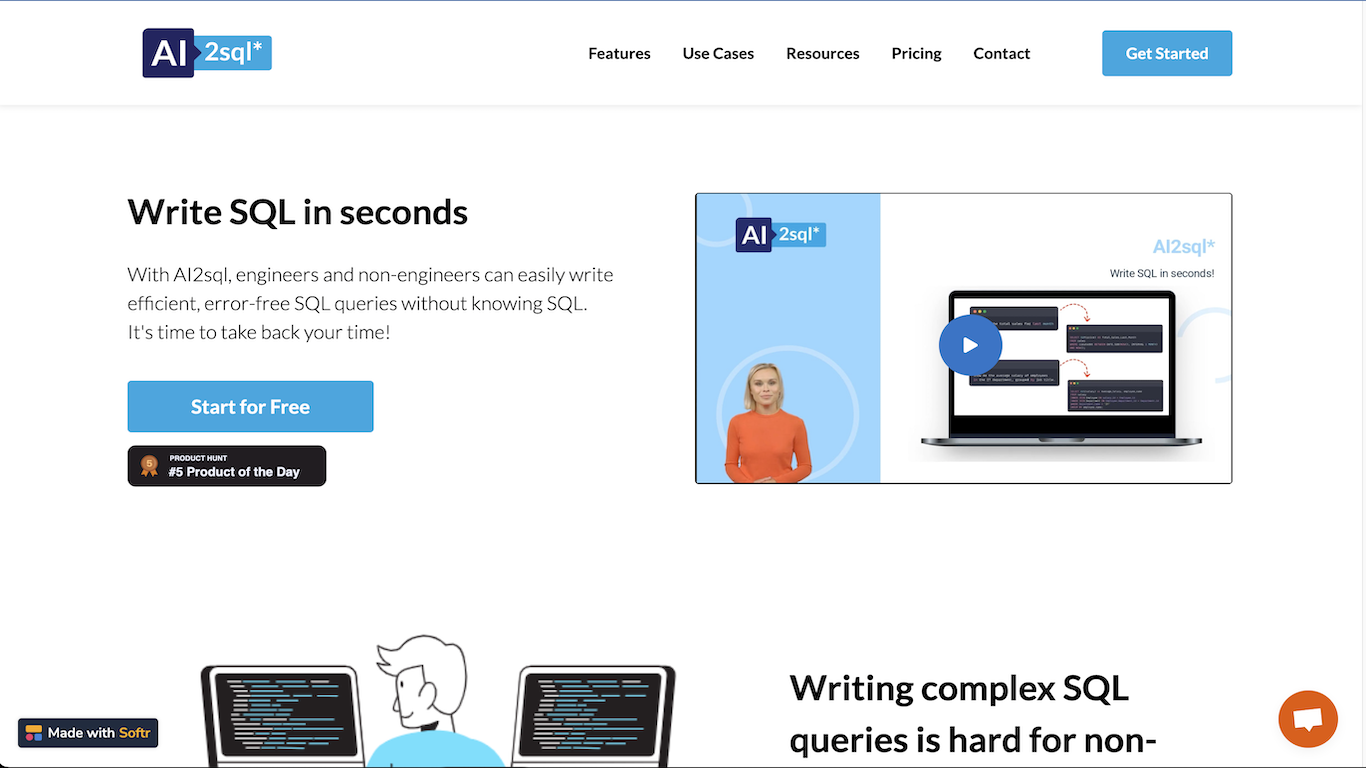 AI 2sql*
Features
Use Cases
Resources
Pricing
Contact
Get Started
Write SQL in seconds
With AI2sql, engineers and non-engineers can easily write
efficient, error-free SQL queries without knowing SQL.
It's time to take back your time!
Start for Free
5
PRODUCT HUNT
#5 Product of the Day
AI 2sql*
AI2sql*
Write SQL in seconds!
Writing complex SQL
queries is hard for non-
Made with Softr